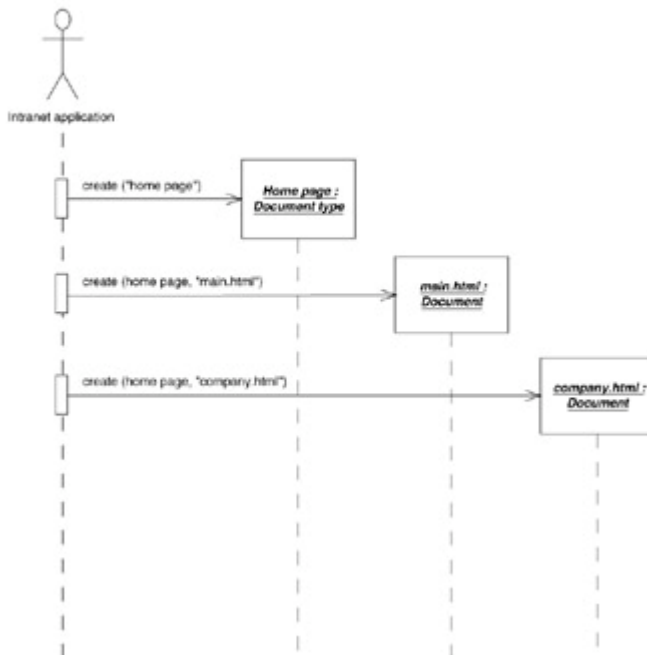 Intranet application
create ("home page")
Home page :
Document type
create (home page, "main.html")
main.html :
Document
create (home page, "company.html")
company.html :
Document